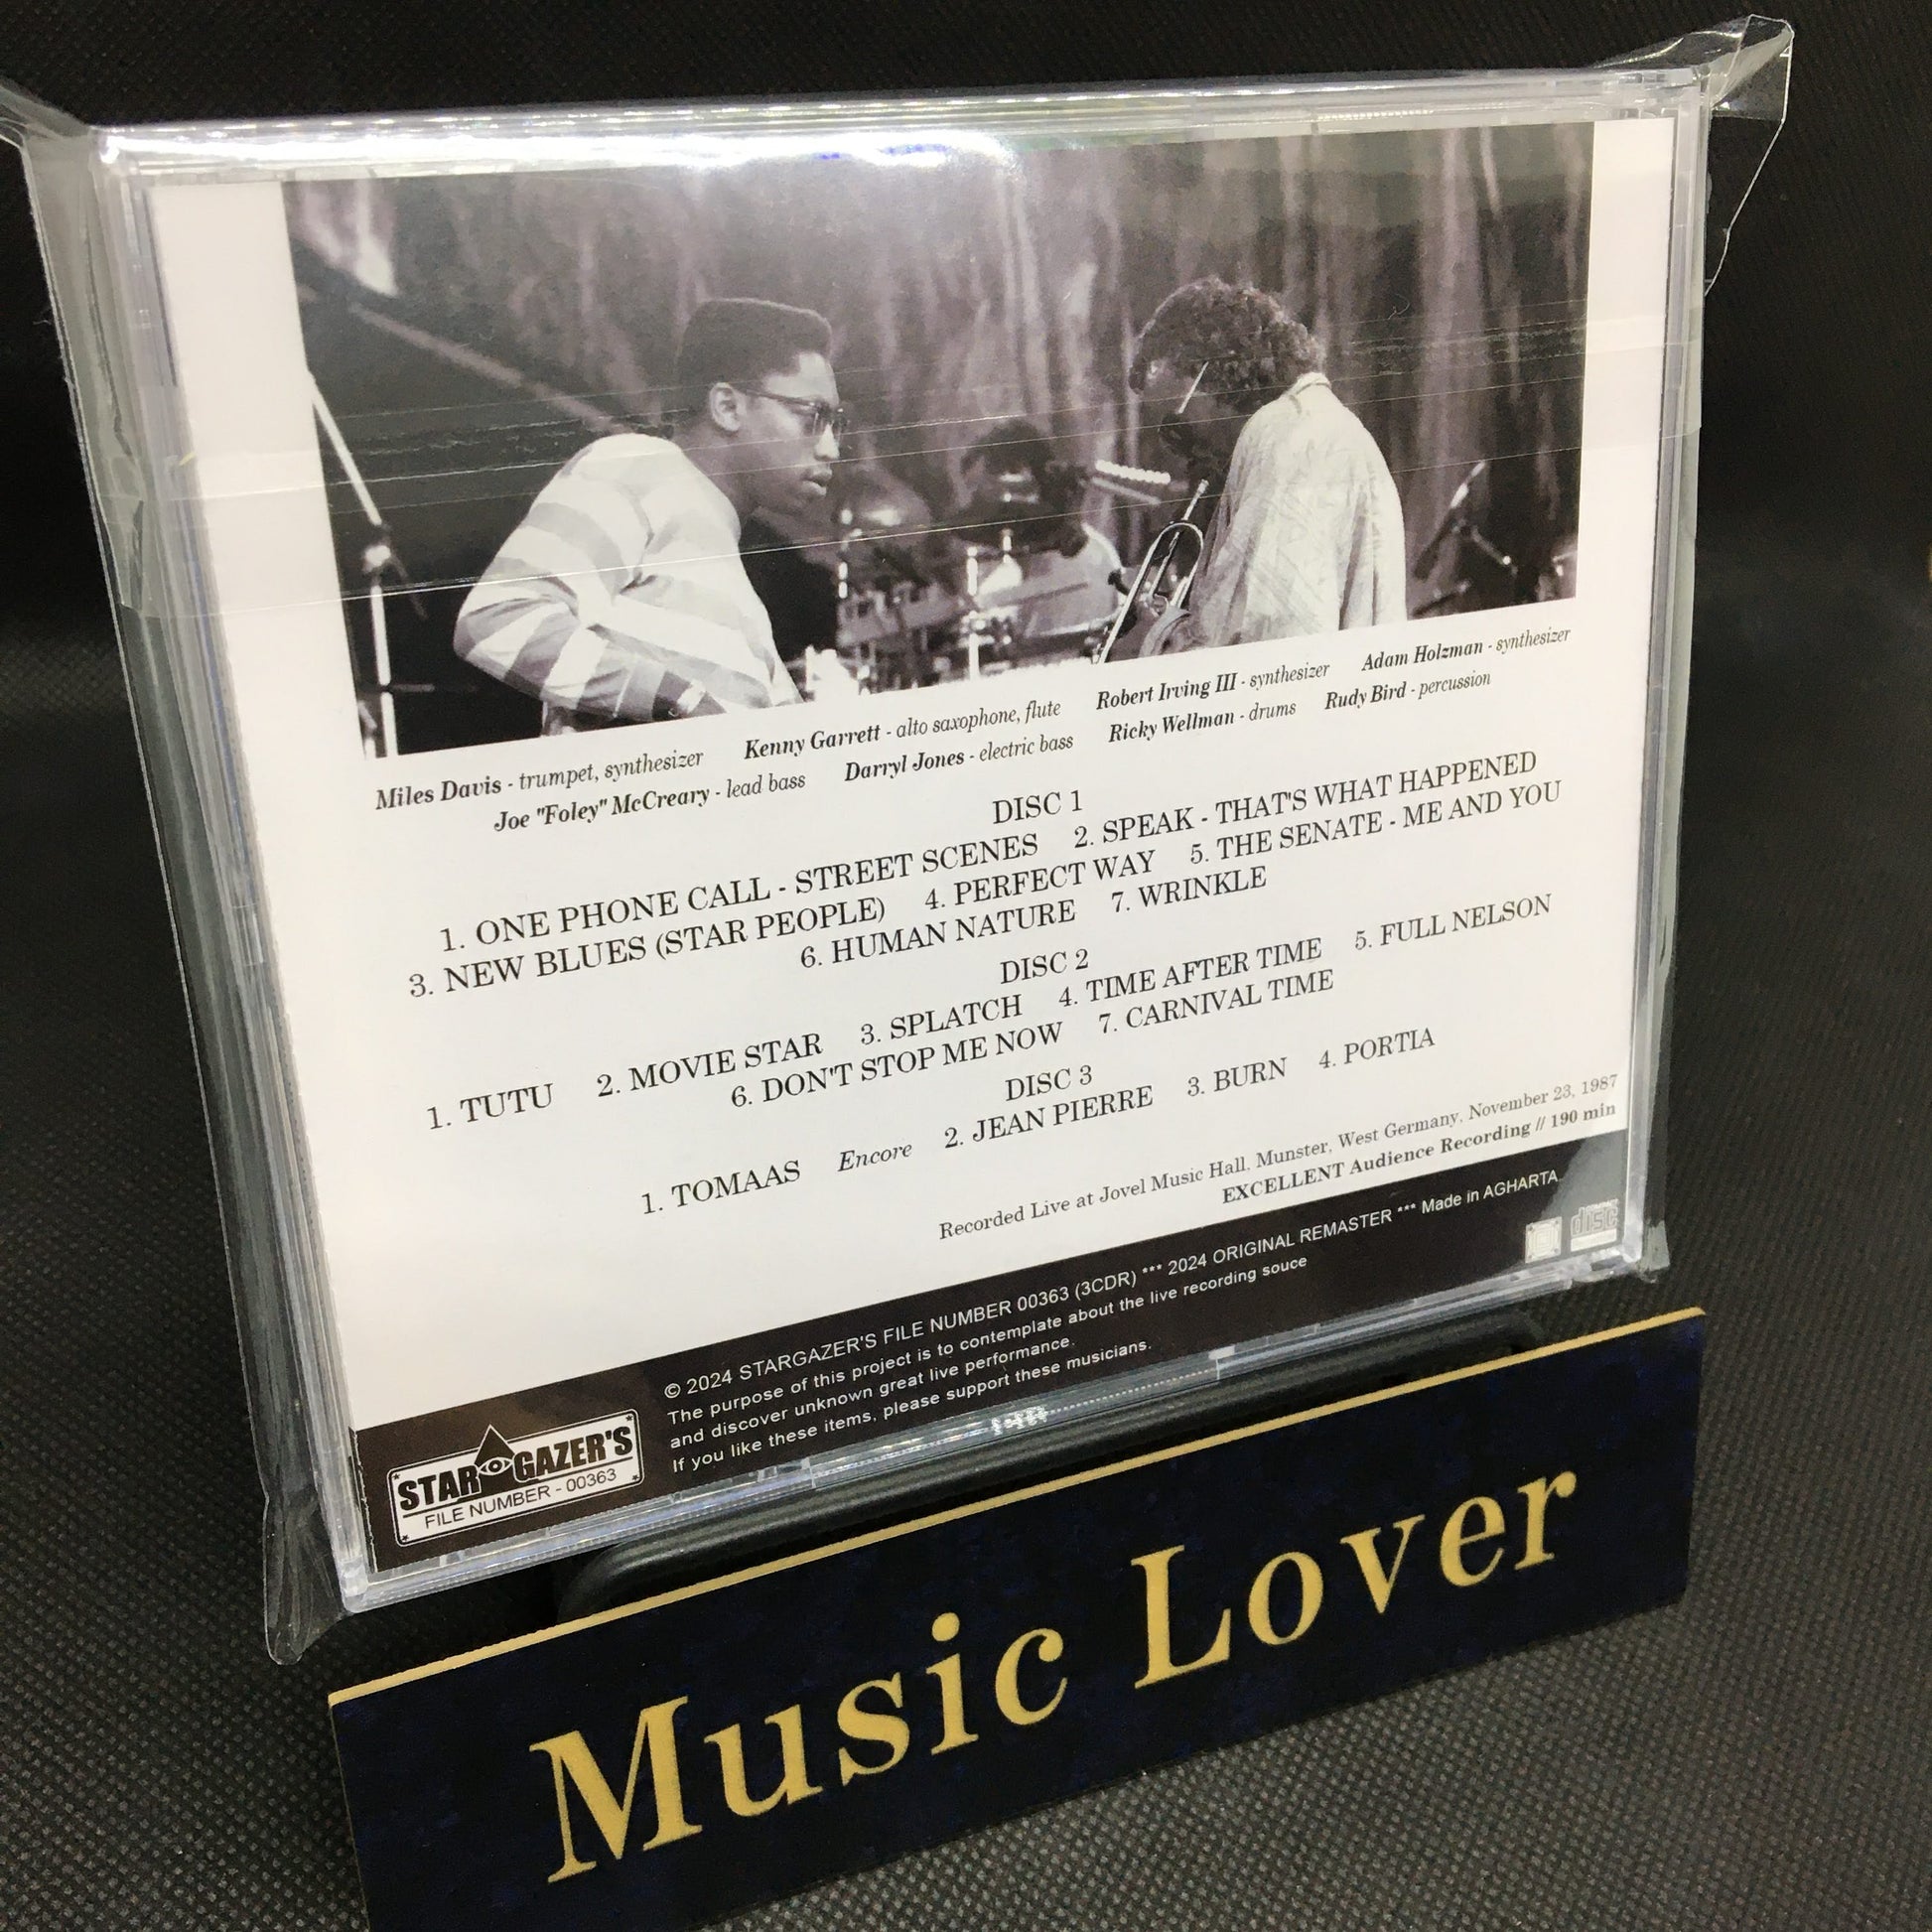 Miles Davis - trumpet, synthesizer Kenny Garrett - alto saxophone, flute Robert Irving III - synthesizer Adam Holzman - synthesizer
Joe "Foley" McCreary - lead bass Darryl Jones - electric bass Ricky Wellman - drums Rudy Bird - percussion
DISC 1
1. ONE PHONE CALL - STREET SCENES 2. SPEAK - THAT'S WHAT HAPPENED
3. NEW BLUES (STAR PEOPLE) 4. PERFECT WAY 5. THE SENATE - ME AND YOU
6. HUMAN NATURE 7. WRINKLE
DISC 2
1. TUTU 2. MOVIE STAR 3. SPLATCH 4. TIME AFTER TIME 5. FULL NELSON
6. DON'T STOP ME NOW 7. CARNIVAL TIME
DISC 3
1. TOMAAS Encore 2. JEAN PIERRE 3. BURN 4. PORTIA
Recorded Live at Jovel Music Hall, Munster, West Germany, November 23, 1987
EXCELLENT Audience Recording // 190 min
© 2024 STARGAZER'S FILE NUMBER 00363 (3CDR) *** 2024 ORIGINAL REMASTER *** Made in AGHARTA
The purpose of this project is to contemplate about the live recording souce
and discover unknown great live performance.
If you like these items, please support these musicians.
STAR GAZER'S
FILE NUMBER - 00363
disc
Music Lover